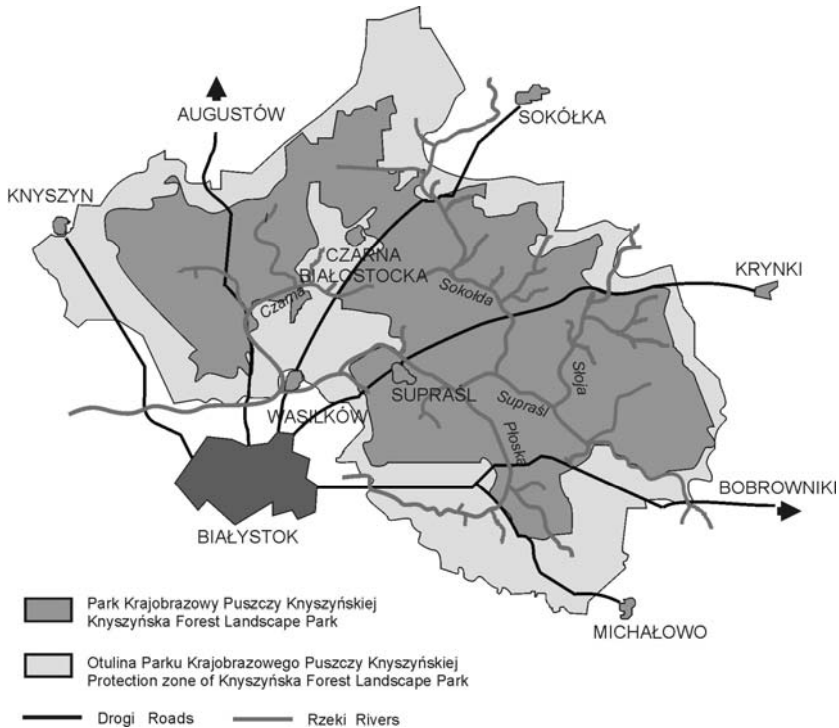 AUGUSTÓW
SOKÓŁKA
KNYSZYN
CZARNA
BIAŁOSTOCKA
KRYNKI
Sokołda
Czarna
Słoja
SUPRAŚL
Supraśl
WASILKÓW
Płoska
BOBROWNIKI
BIAŁYSTOK
Park Krajobrazowy Puszczy Knyszyńskiej
Knyszyńska Forest Landscape Park
MICHAŁOWO
Otulina Parku Krajobrazowego Puszczy Knyszyńskiej
Protection zone of Knyszyńska Forest Landscape Park
Drogi Roads
Rzeki Rivers